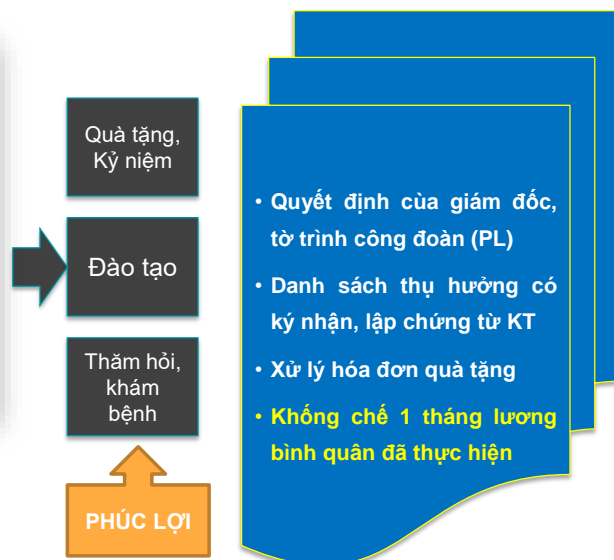 Quà tặng,
Kỷ niệm
Đào tạo
Thăm hỏi,
khám
bệnh
PHÚC LỢI
• Quyết định cùa giám đốc,
tờ trình công đoàn (PL)
• Danh sách thụ hưởng có
ký nhận, lập chứng từ KT
• Xử lý hóa đơn quà tặng
• Khống chế 1 tháng lương
bình quân đã thực hiện